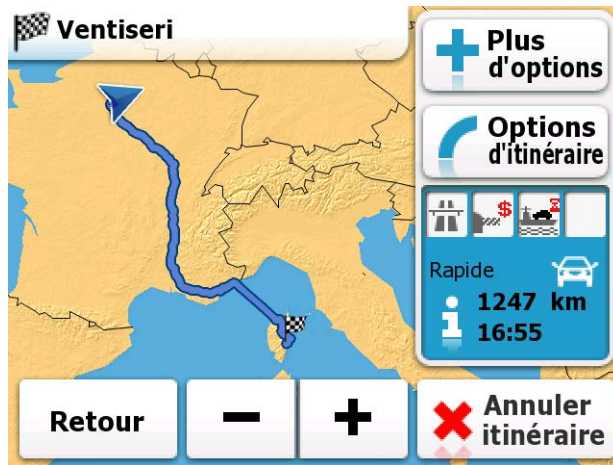 Ventiseri
Plus
d'options
Options
d'itinéraire
$
Rapide
1247 km
16:55
Retour
Annuler
itinéraire